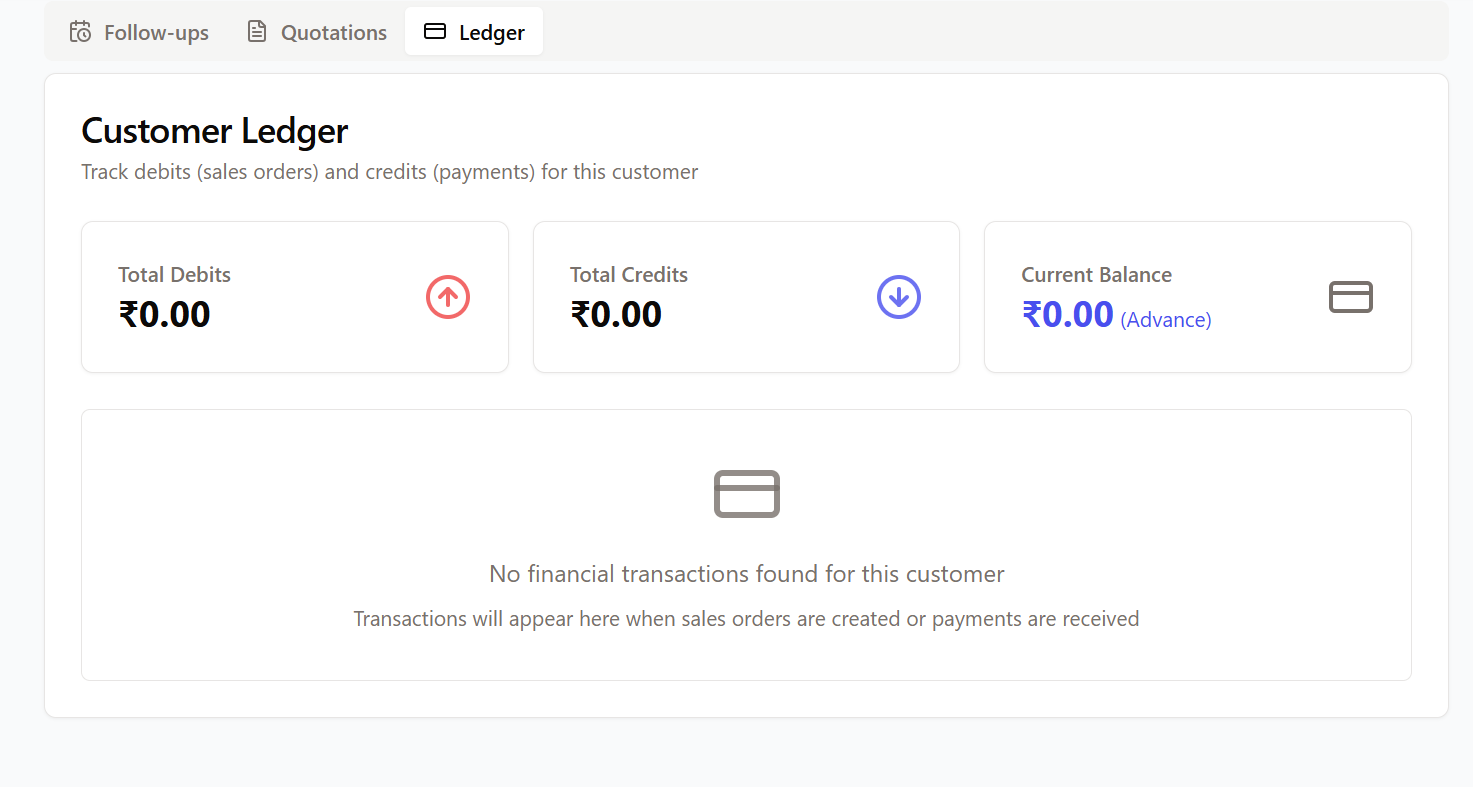 Follow-ups Quotations Ledger
Customer Ledger
Track debits (sales orders) and credits (payments) for this customer
Total Debits
₹0.00
Total Credits
₹0.00
Current Balance
₹0.00 (Advance)
No financial transactions found for this customer
Transactions will appear here when sales orders are created or payments are received